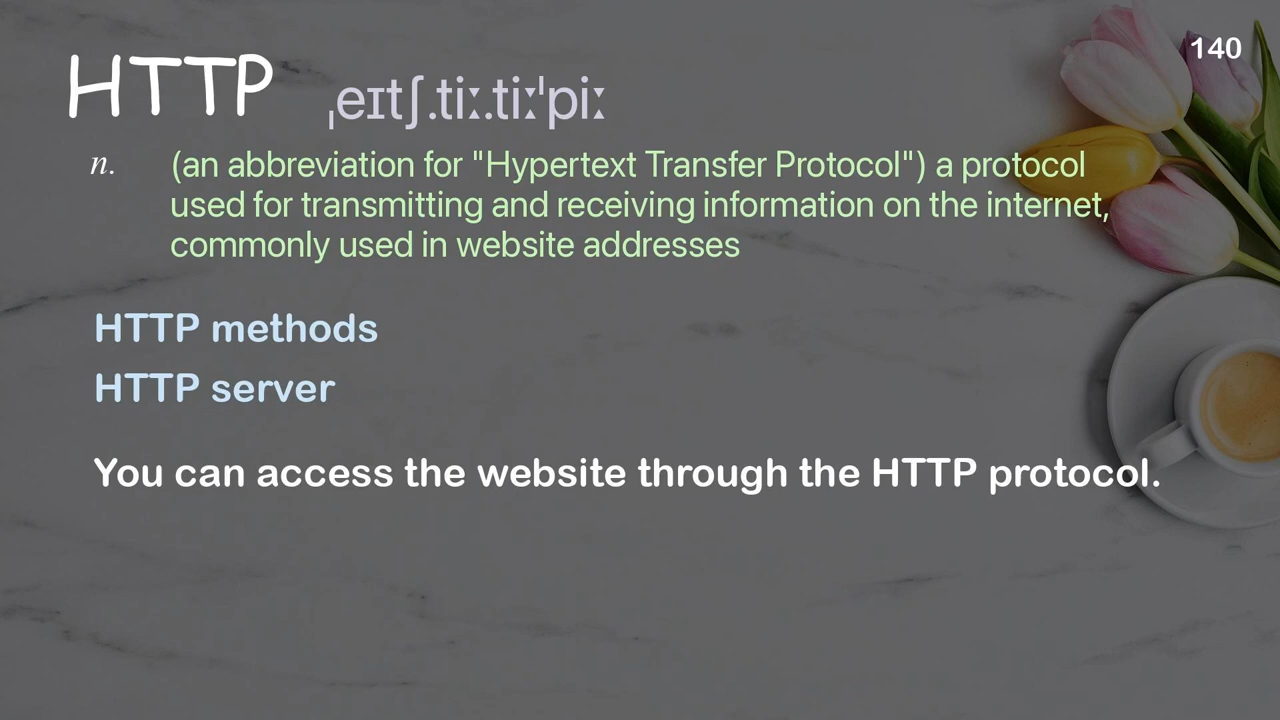 140
HTTP ˌeɪtʃ.tiː.tiːˈpiː
n. (an abbreviation for "Hypertext Transfer Protocol") a protocol
used for transmitting and receiving information on the internet,
commonly used in website addresses
HTTP methods
HTTP server
You can access the website through the HTTP protocol.